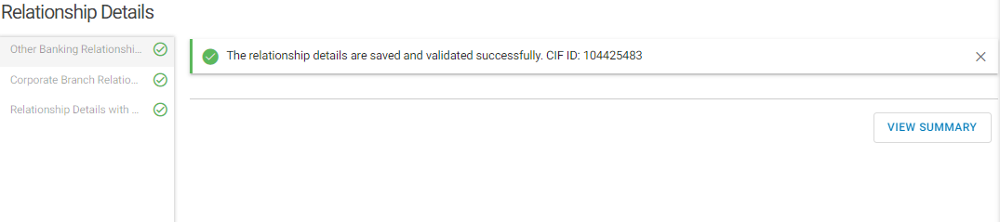 Relationship Details
Other Banking Relationshi...
The relationship details are saved and validated successfully. CIF ID: 104425483
Corporate Branch Relatio...
Relationship Details with ...
VIEW SUMMARY